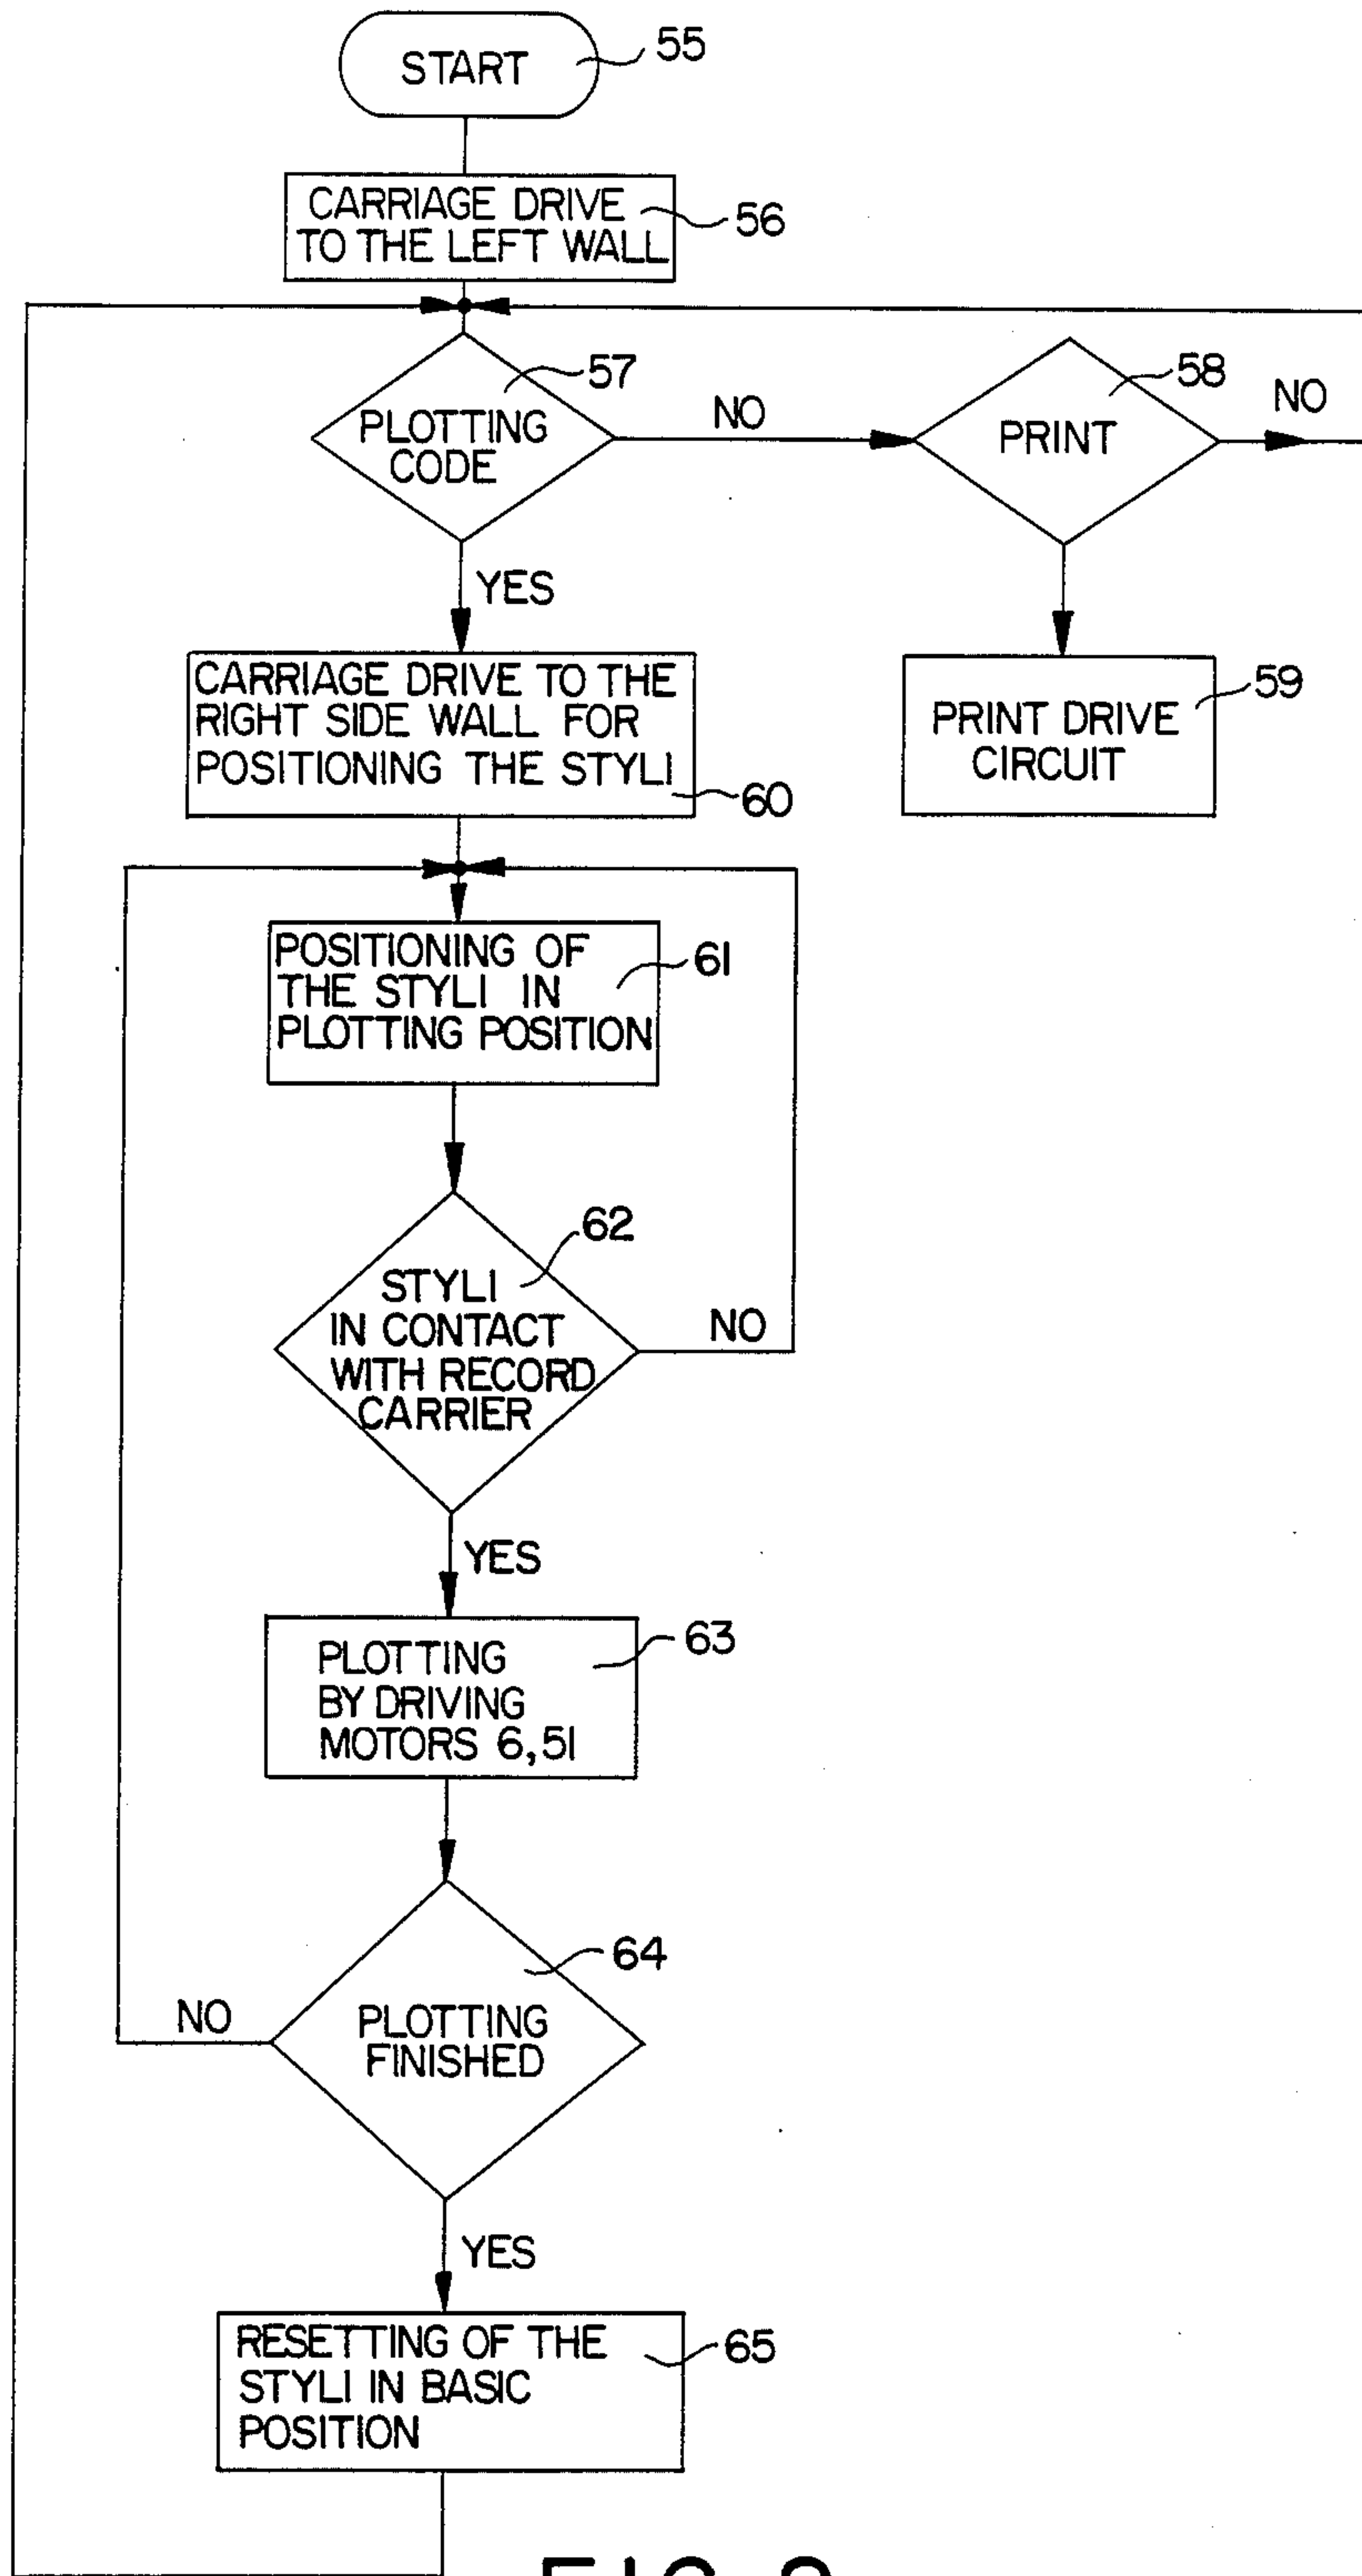 START
55
CARRIAGE DRIVE
TO THE LEFT WALL
56
57
PLOTTING
CODE
NO
58
PRINT
NO
YES
CARRIAGE DRIVE TO THE
RIGHT SIDE WALL FOR
POSITIONING THE STYLI
60
59
PRINT DRIVE
CIRCUIT
POSITIONING OF
THE STYLI IN
PLOTTING POSITION
61
62
STYLI
IN CONTACT
WITH RECORD
CARRIER
NO
YES
63
PLOTTING
BY DRIVING
MOTORS 6,51
64
NO
PLOTTING
FINISHED
YES
RESETTING OF THE
STYLI IN BASIC
POSITION
65